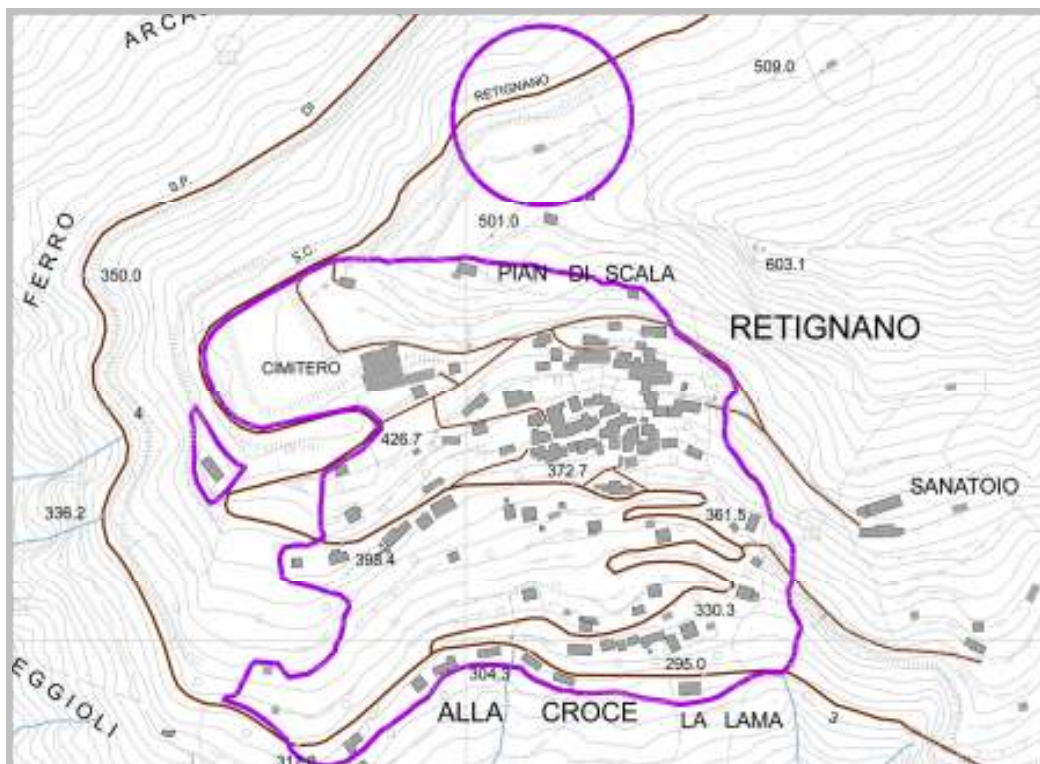 ARCA
DI
S.P.
FERRO
RETIGNANO
509.0
501.0
S.C.
350.0
603.1
PIAN DI SCALA
RETIGNANO
CIMITERO
4
426.7
372.7
336.2
SANATOIO
361.5
398.4
330.3
295.0
304.3
EGGIOLI
ALLA CROCE
LA LAMA
3